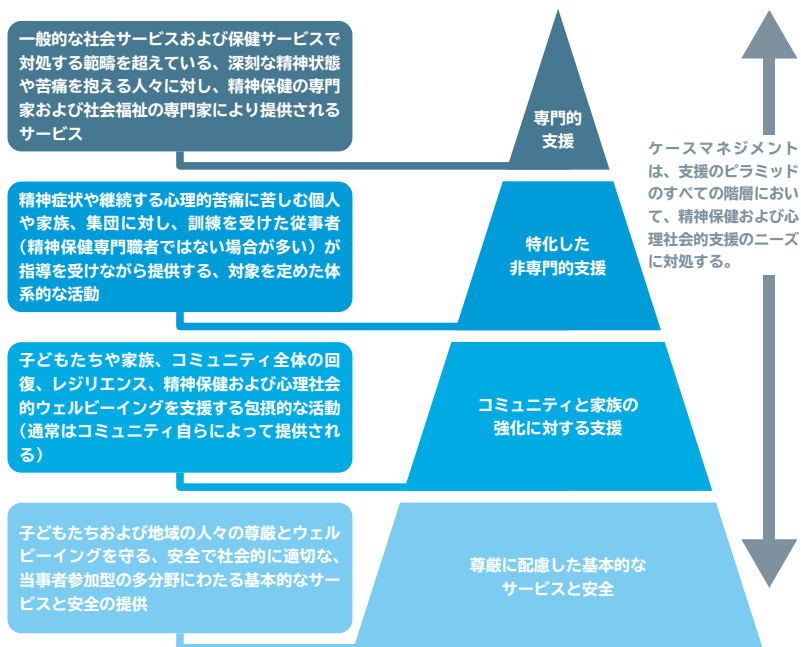 一般的な社会サービスおよび保健サービスで
対処する範疇を超えている、深刻な精神状態
や苦痛を抱える人々に対し、精神保健の専門
家および社会福祉の専門家により提供される
サービス
専門的
支援
ケースマネジメント
は、支援のピラミッド
のすべての階層におい
て、精神保健および心
理社会的支援のニーズ
に対処する。
精神症状や継続する心理的苦痛に苦しむ個人
や家族、集団に対し、訓練を受けた従事者
（精神保健専門職者ではない場合が多い）が
指導を受けながら提供する、対象を定めた体
系的な活動
特化した
非専門的支援
子どもたちや家族、コミュニティ全体の回
復、レジリエンス、精神保健および心理社会
的ウェルビーイングを支援する包摂的な活動
（通常はコミュニティ自らによって提供され
る）
コミュニティと家族の
強化に対する支援
子どもたちおよび地域の人々の尊厳とウェル
ビーイングを守る、安全で社会的に適切な、
当事者参加型の多分野にわたる基本的なサー
ビスと安全の提供
尊厳に配慮した基本的な
サービスと安全